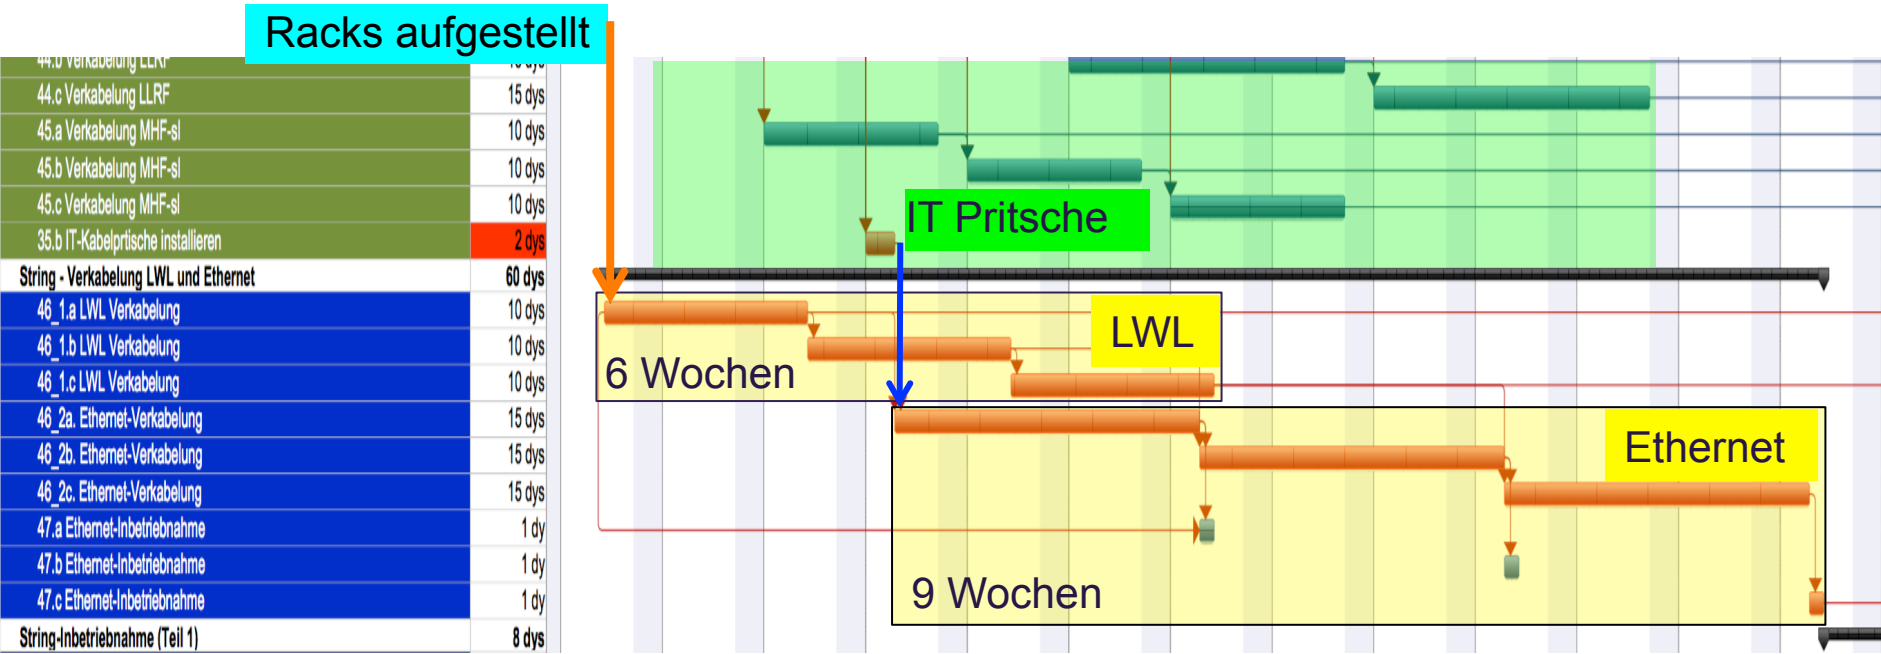 Racks aufgestellt
44.b Verkabelung LLRF
44.c Verkabelung LLRF 15 dys
45.a Verkabelung MHF-sl 10 dys
45.b Verkabelung MHF-sl 10 dys
45.c Verkabelung MHF-sl 10 dys
IT Pritsche
35.b IT-Kabelprtische installieren 2 dys
String - Verkabelung LWL und Ethernet 60 dys
46_1.a LWL Verkabelung 10 dys
LWL
46_1.b LWL Verkabelung 10 dys
6 Wochen
46_1.c LWL Verkabelung 10 dys
46_2a. Ethernet-Verkabelung 15 dys
Ethernet
46_2b. Ethernet-Verkabelung 15 dys
46_2c. Ethernet-Verkabelung 15 dys
47.a Ethernet-Inbetriebnahme 1 dy
47.b Ethernet-Inbetriebnahme 1 dy
9 Wochen
47.c Ethernet-Inbetriebnahme 1 dy
String-Inbetriebnahme (Teil 1) 8 dys